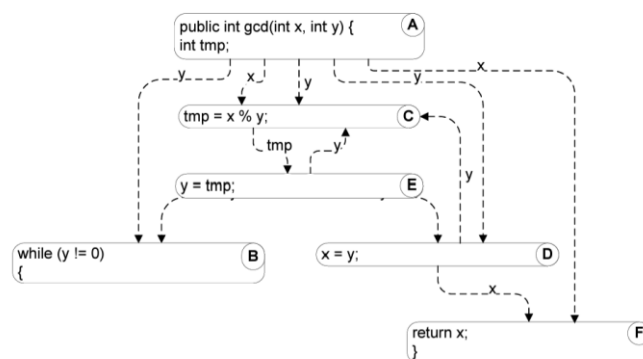 public int gcd(int x, int y) {
int tmp;
A
y
x
y
y
x
tmp = x % y;
C
tmp
y
y
y = tmp;
E
while (y != 0)
{
B
x = y;
D
x
return x;
}
F